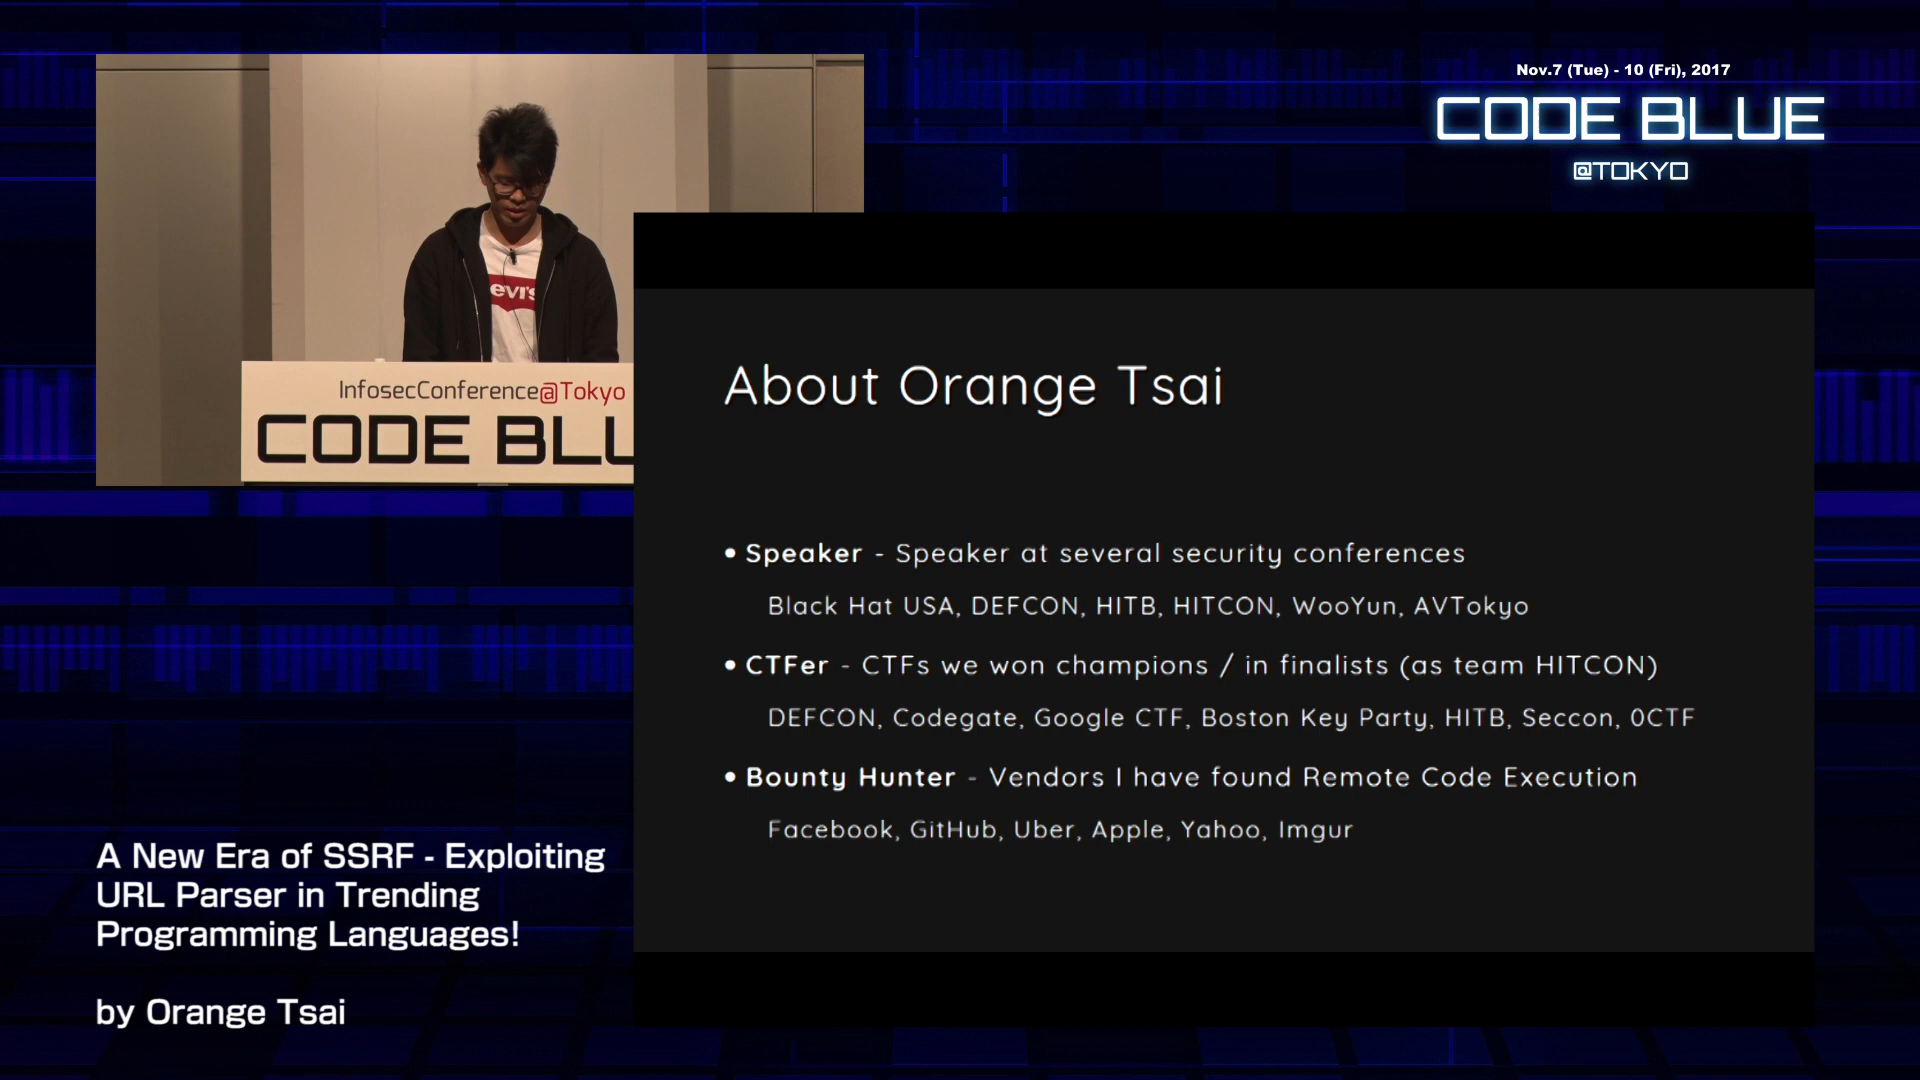 Nov.7 (Tue) - 10 (Fri), 2017
CODE BLUE
@TOKYO
evi's
InfosecConference@Tokyo
CODE BLU
About Orange Tsai
• Speaker - Speaker at several security conferences
Black Hat USA, DEFCON, HITB, HITCON, WooYun, AVTokyo
• CTFer - CTFs we won champions / in finalists (as team HITCON)
DEFCON, Codegate, Google CTF, Boston Key Party, HITB, Seccon, 0CTF
• Bounty Hunter - Vendors I have found Remote Code Execution
Facebook, GitHub, Uber, Apple, Yahoo, Imgur
A New Era of SSRF - Exploiting
URL Parser in Trending
Programming Languages!
by Orange Tsai